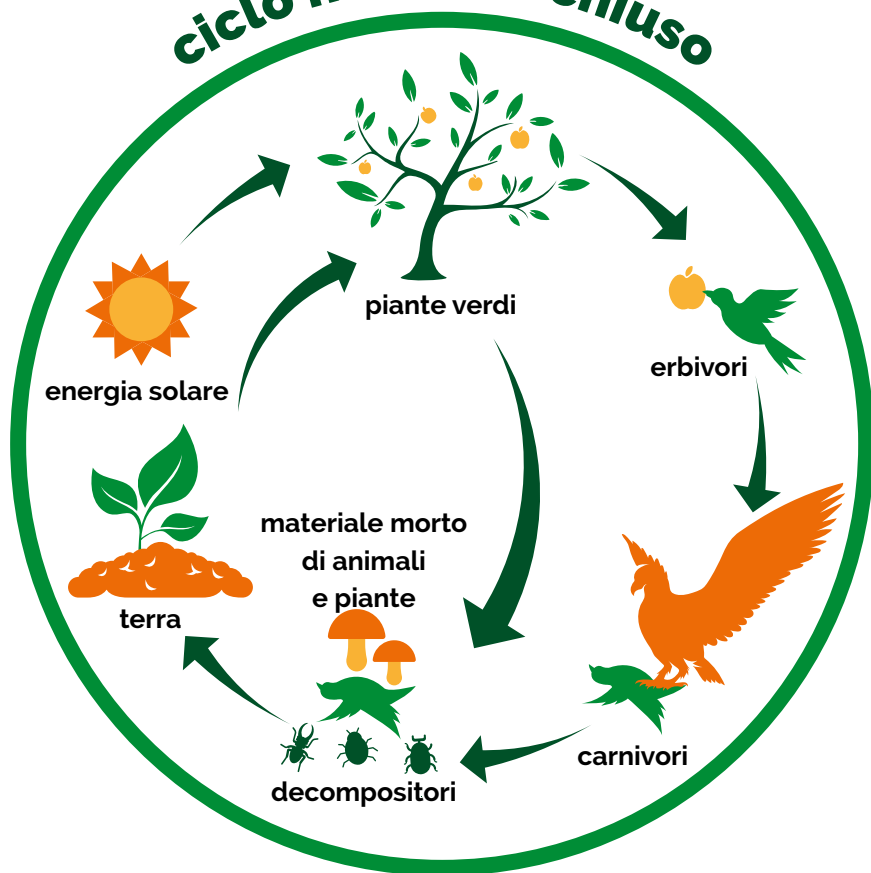 ciclo chiuso
piante verdi
erbivori
energia solare
materiale morto
di animali
e piante
terra
carnivori
decompositori